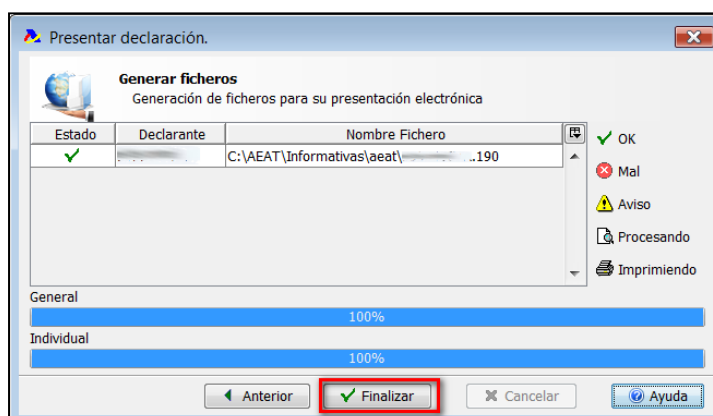 Presentar declaración.
Generar ficheros
Generación de ficheros para su presentación electrónica
Estado Declarante Nombre Fichero
C:\AEAT\Informativas\aeat\ .190
OK
Mal
Aviso
Procesando
Imprimiendo
General
100%
Individual
100%
Anterior Finalizar Cancelar Ayuda